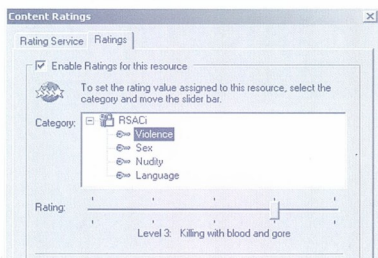 Content Ratings
Rating Service Ratings
Enable Ratings for this resource
To set the rating value assigned to this resource, select the
category and move the slider bar.
Category:
RSACi
Violence
Sex
Nudity
Language
Rating:
Level 3: Killing with blood and gore